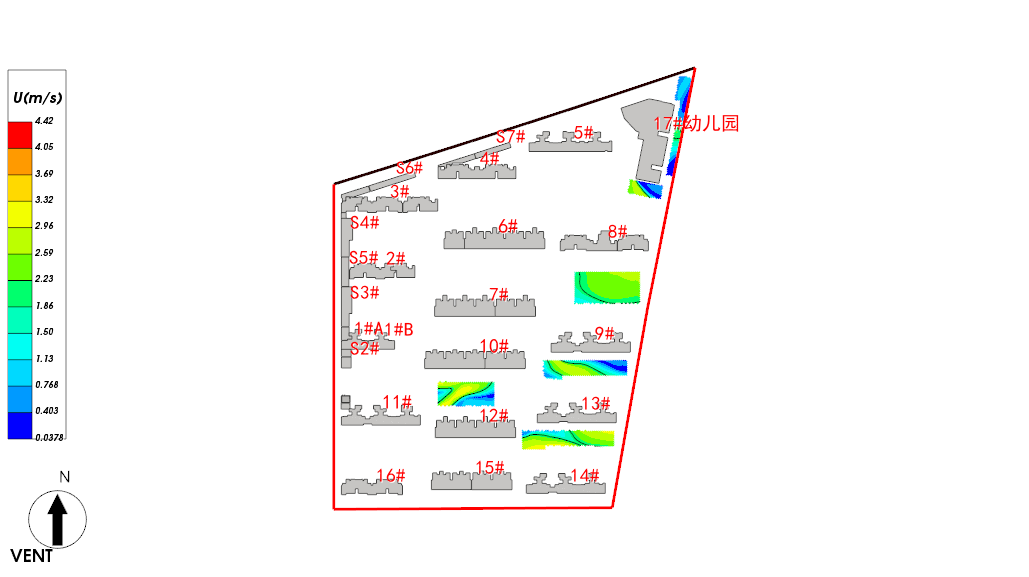 U(m/s)
4.42
4.05
3.69
3.32
2.96
2.59
2.23
1.86
1.50
1.13
0.768
0.403
0.0378
N
VENT
17#幼儿园
5#
S7#
4#
S6#
3#
S4#
6#
8#
S5#
2#
S3#
7#
1#A1#B
9#
S2#
10#
11#
13#
12#
15#
16#
14#